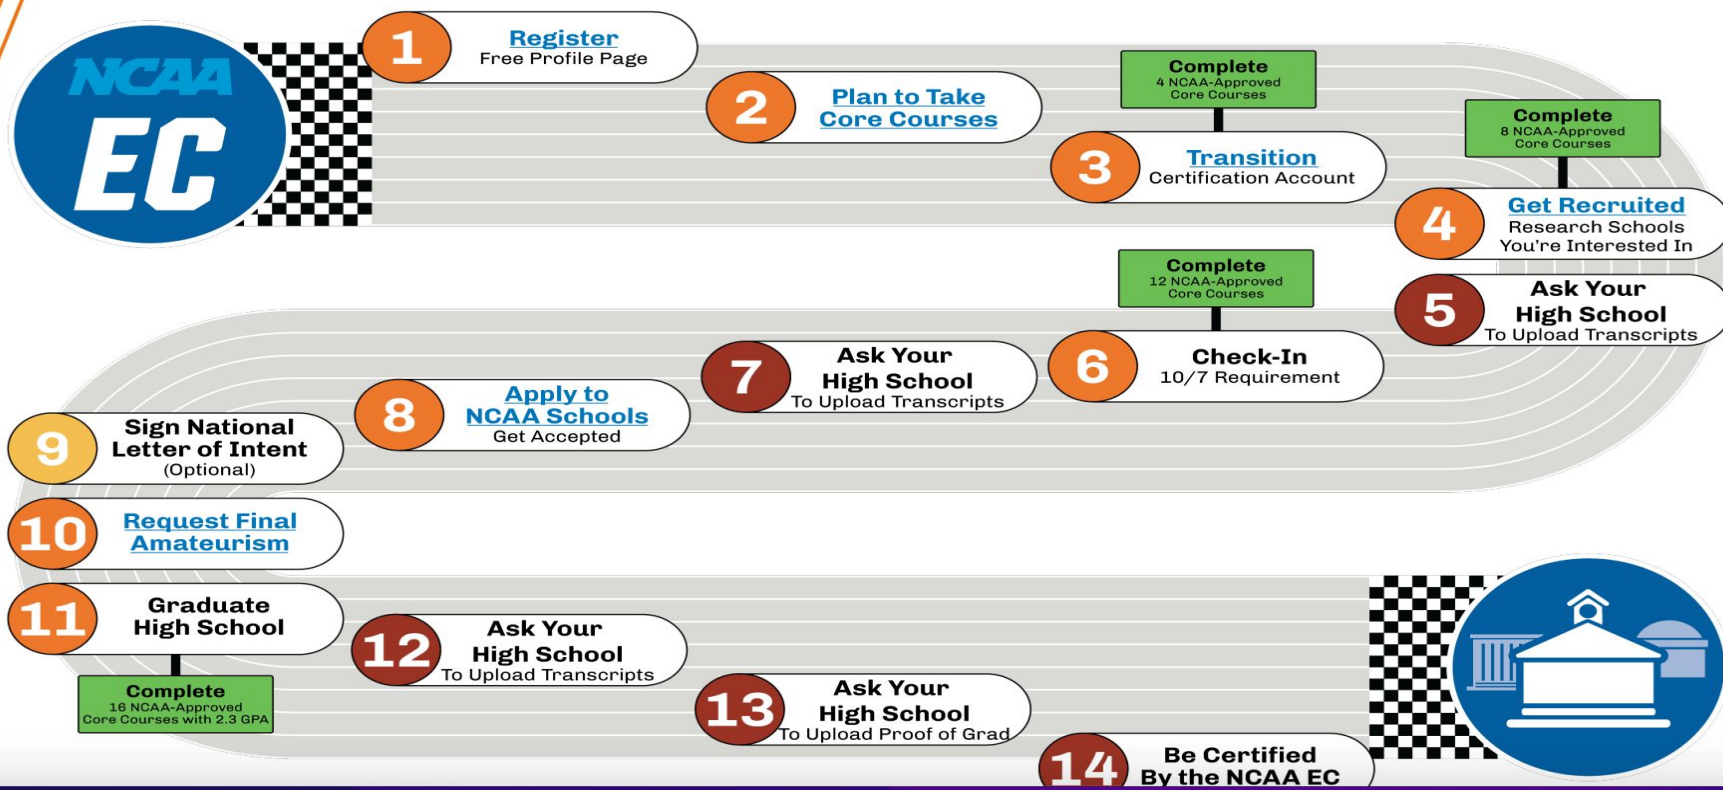 NCAA
EC
1
Register
Free Profile Page
2
Plan to Take
Core Courses
Complete
4 NCAA-Approved
Core Courses
3
Transition
Certification Account
Complete
8 NCAA-Approved
Core Courses
4
Get Recruited
Research Schools
You're Interested In
5
Ask Your
High School
To Upload Transcripts
Complete
12 NCAA-Approved
Core Courses
6
Check-In
10/7 Requirement
7
Ask Your
High School
To Upload Transcripts
8
Apply to
NCAA Schools
Get Accepted
9
Sign National
Letter of Intent
(Optional)
10
Request Final
Amateurism
11
Graduate
High School
Complete
16 NCAA-Approved
Core Courses with 2.3 GPA
12
Ask Your
High School
To Upload Transcripts
13
Ask Your
High School
To Upload Proof of Grad
14
Be Certified
By the NCAA EC